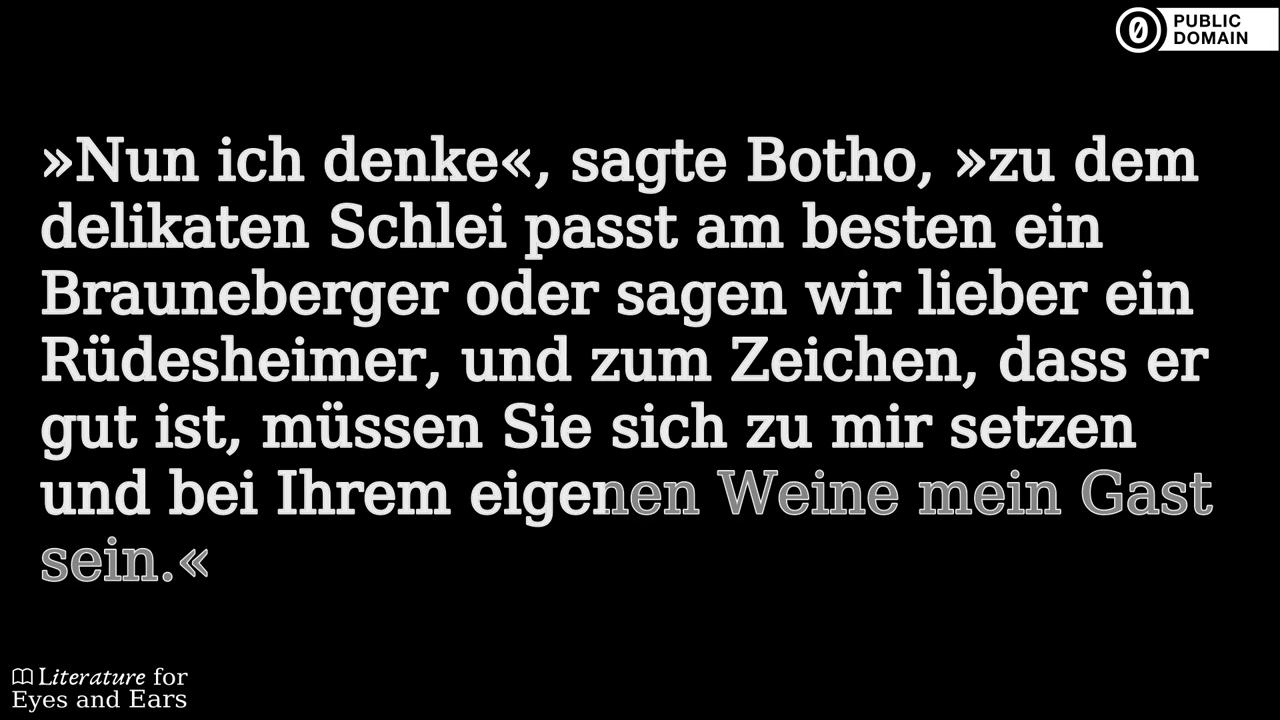 PUBLIC
DOMAIN
»Nun ich denke«, sagte Botho, »zu dem
delikaten Schlei passt am besten ein
Brauneberger oder sagen wir lieber ein
Rüdesheimer, und zum Zeichen, dass er
gut ist, müssen Sie sich zu mir setzen
und bei Ihrem eigenen Weine mein Gast
sein.«
Literature for
Eyes and Ears